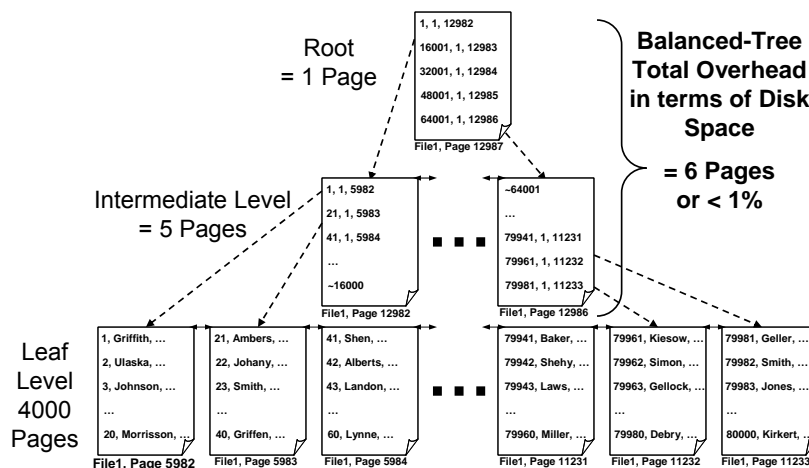 Root
= 1 Page
1, 1, 12982
16001, 1, 12983
32001, 1, 12984
48001, 1, 12985
64001, 1, 12986
File1, Page 12987
Balanced-Tree
Total Overhead
in terms of Disk
Space
= 6 Pages
or < 1%
Intermediate Level
= 5 Pages
1, 1, 5982
21, 1, 5983
41, 1, 5984
…
~16000
File1, Page 12982
~64001
…
79941, 1, 11231
79961, 1, 11232
79981, 1, 11233
File1, Page 12986
Leaf
Level
4000
Pages
1, Griffith, …
2, Ulaska, …
3, Johnson, …
…
20, Morrisson, …
File1, Page 5982
21, Ambers, …
22, Johany, …
23, Smith, …
…
40, Griffen, …
File1, Page 5983
41, Shen, …
42, Alberts, …
43, Landon, …
…
60, Lynne, …
File1, Page 5984
79941, Baker, …
79942, Shehy, …
79943, Laws, …
…
79960, Miller, …
File1, Page 11231
79961, Kiesow, …
79962, Simon, …
79963, Gellock, …
…
79980, Debry, …
File1, Page 11232
79981, Geller, …
79982, Smith, …
79983, Jones, …
…
80000, Kirkert, …
File1, Page 11233